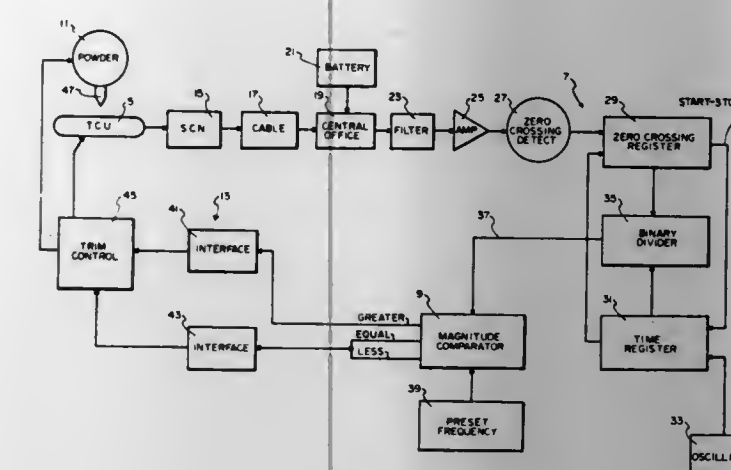 11
POWDER
47
5
TCU
15
SCN
17
CABLE
21
BATTERY
19
CENTRAL
OFFICE
23
FILTER
25
AMP
27
ZERO
CROSSING
DETECT
7
29
START-STO
ZERO CROSSING
REGISTER
35
BINARY
DIVIDER
37
31
TIME
REGISTER
33
OSCILL
45
TRIM
CONTROL
13
41
INTERFACE
43
INTERFACE
GREATER
EQUAL
LESS
9
MAGNITUDE
COMPARATOR
39
PRESET
FREQUENCY